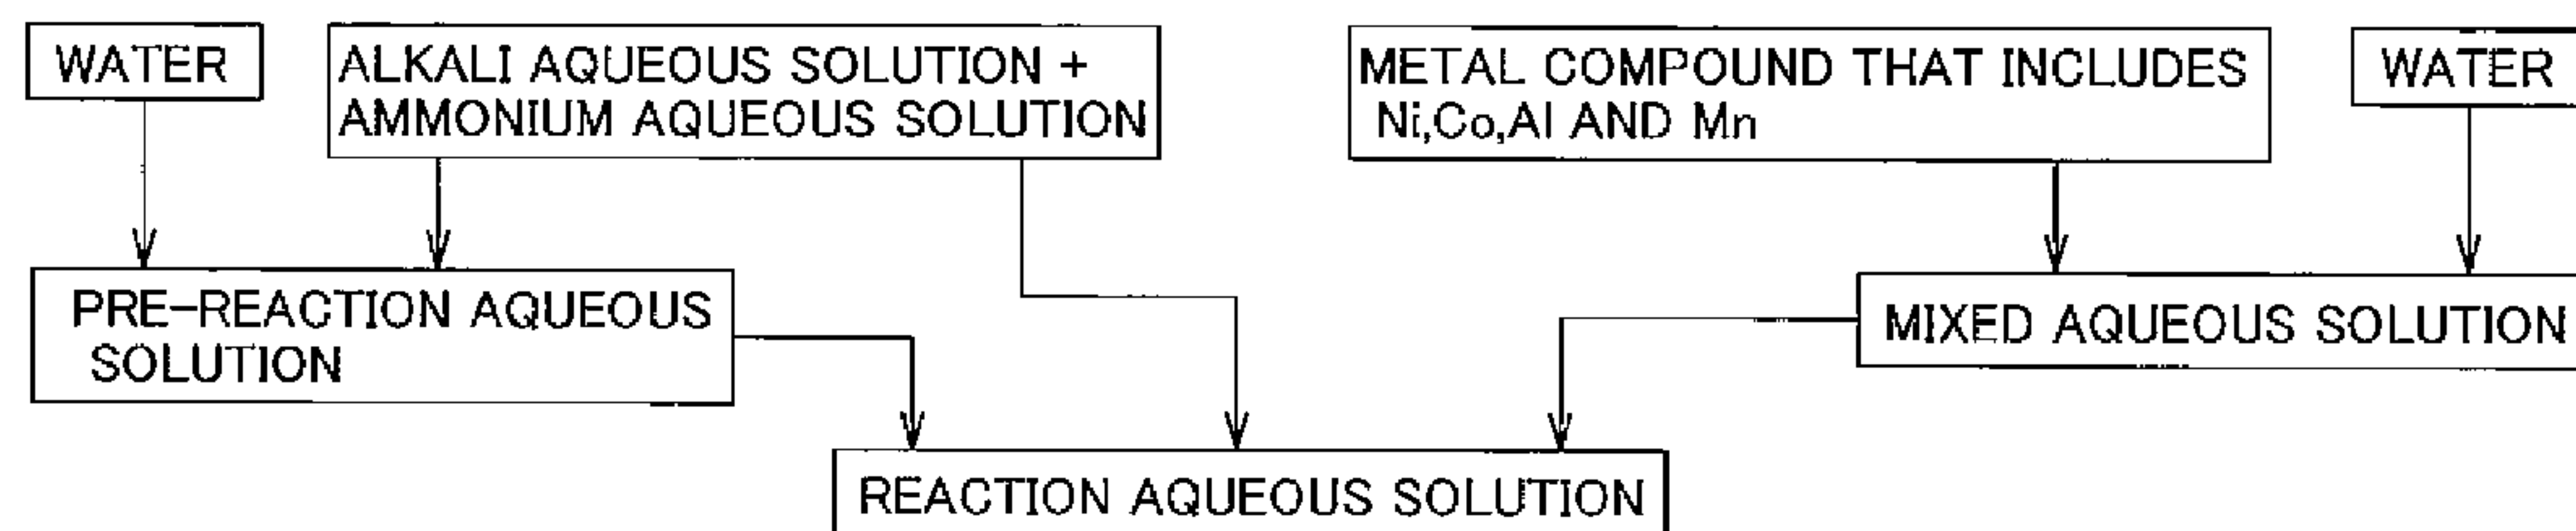 WATER
ALKALI AQUEOUS SOLUTION +
AMMONIUM AQUEOUS SOLUTION
METAL COMPOUND THAT INCLUDES
Ni,Co,Al AND Mn
WATER
PRE-REACTION AQUEOUS
SOLUTION
MIXED AQUEOUS SOLUTION
REACTION AQUEOUS SOLUTION